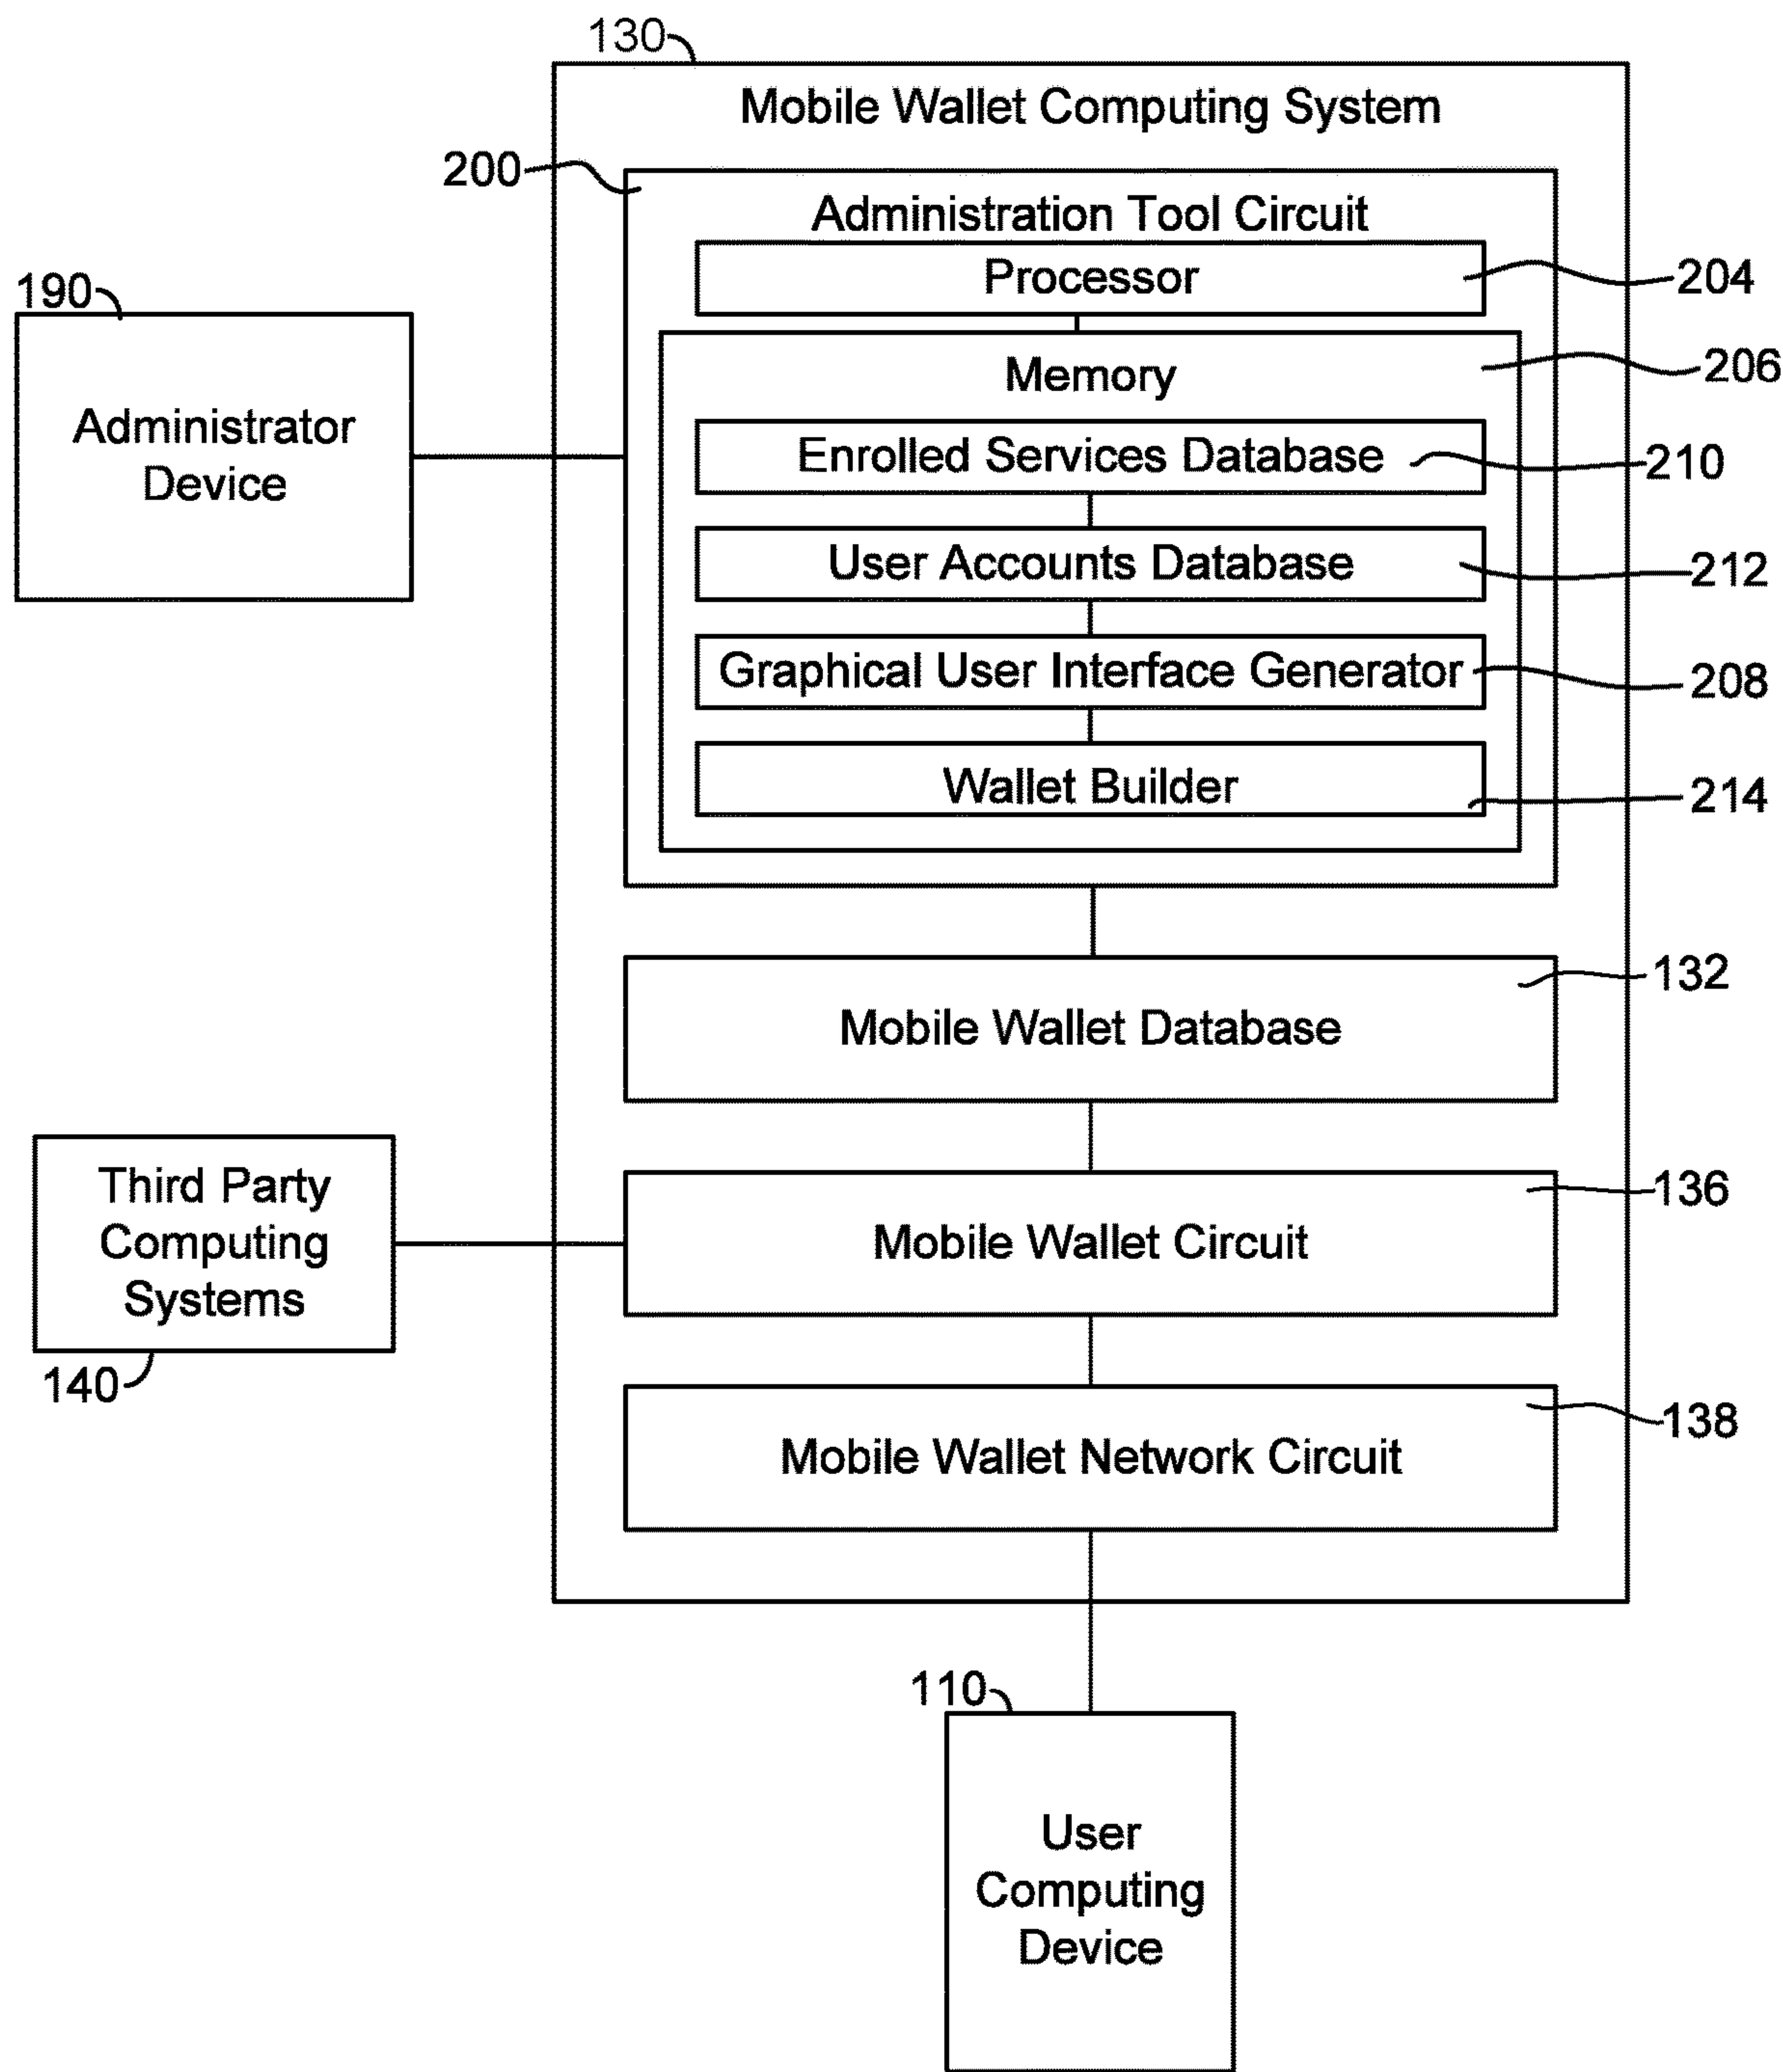 130
Mobile Wallet Computing System
200
Administration Tool Circuit
Processor
204
190
Administrator
Device
Memory
206
Enrolled Services Database
210
User Accounts Database
212
Graphical User Interface Generator
208
Wallet Builder
214
132
Mobile Wallet Database
Third Party
Computing
Systems
140
136
Mobile Wallet Circuit
138
Mobile Wallet Network Circuit
110
User
Computing
Device